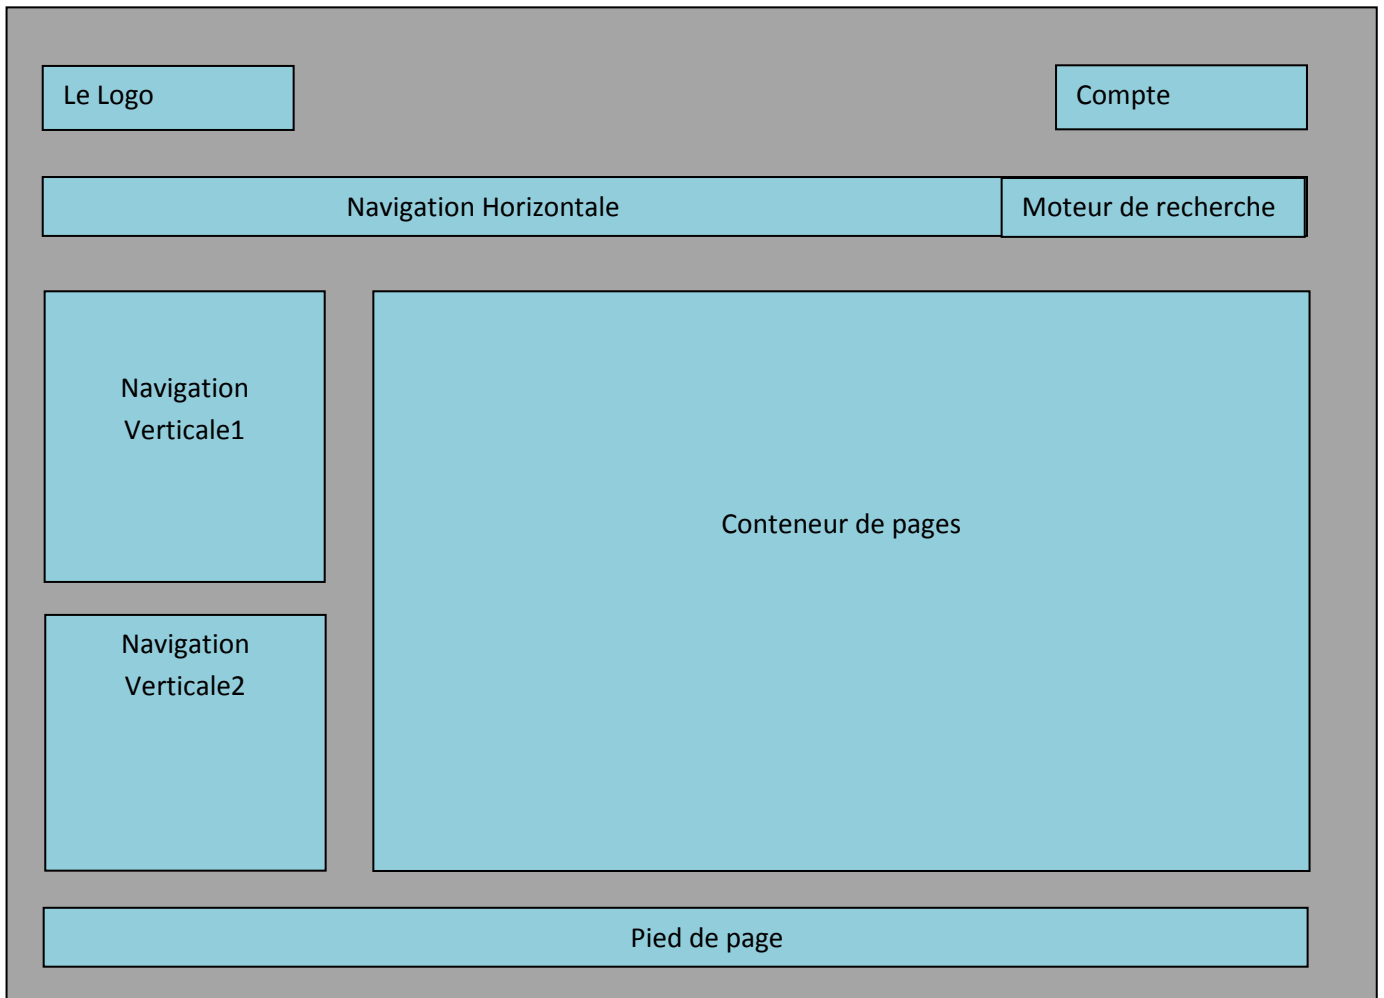 Le Logo
Compte
Navigation Horizontale
Moteur de recherche
Navigation
Verticale1
Conteneur de pages
Navigation
Verticale2
Pied de page